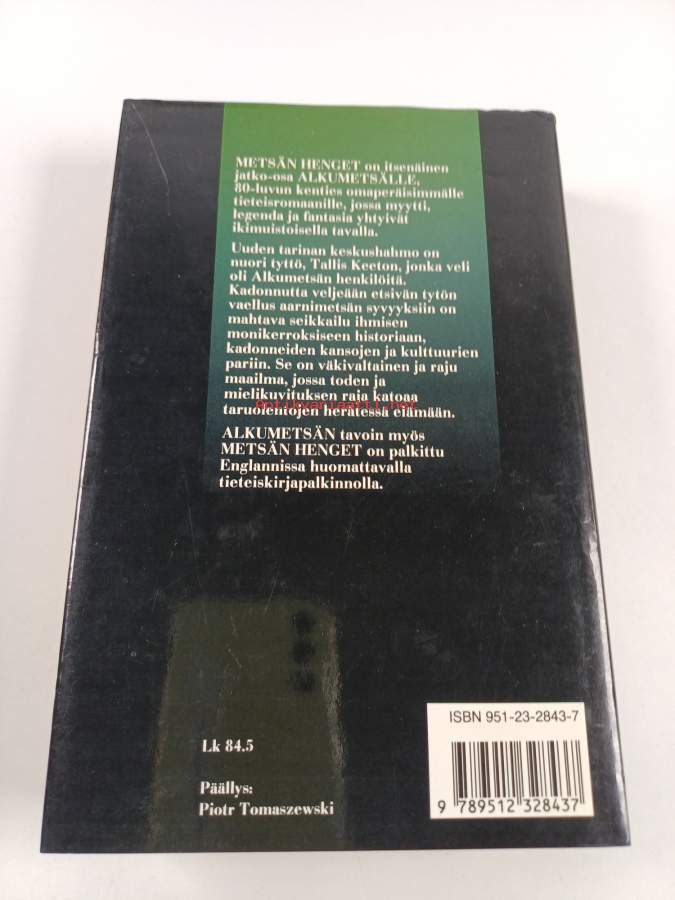 METSÄN HENGET on itsenäinen
jatko-osa ALKUMETSÄLLE,
80-luvun kenties omaperäisimmälle
tieteisromaanille, jossa myytti,
legenda ja fantasia yhtyivät
ikimuistoisella tavalla.
Uuden tarinan keskushahmo on
nuori tyttö, Tallis Keeton, jonka veli
oli Alkumetsän henkilöitä.
Kadonnutta veljeään etsivän tytön
vaellus aarnimetsän syvyyksiin on
mahtava seikkailu ihmisen
monikerroksiseen historiaan,
kadonneiden kansojen ja kulttuurien
pariin. Se on väkivaltainen ja raju
maailma, jossa toden ja
mielikuvituksen raja katoaa
Antikvariaatti.net
taruolentojen herätessä elämään.
ALKUMETSÄN tavoin myös
METSÄN HENGET on palkittu
Englannissa huomattavalla
tieteiskirjapalkinnolla.
ISBN 951-23-2843-7
Lk 84.5
Päällys:
Piotr Tomaszewski
9 789512 328437